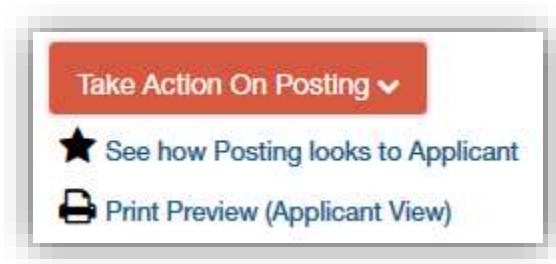 Take Action On Posting
See how Posting looks to Applicant
Print Preview (Applicant View)